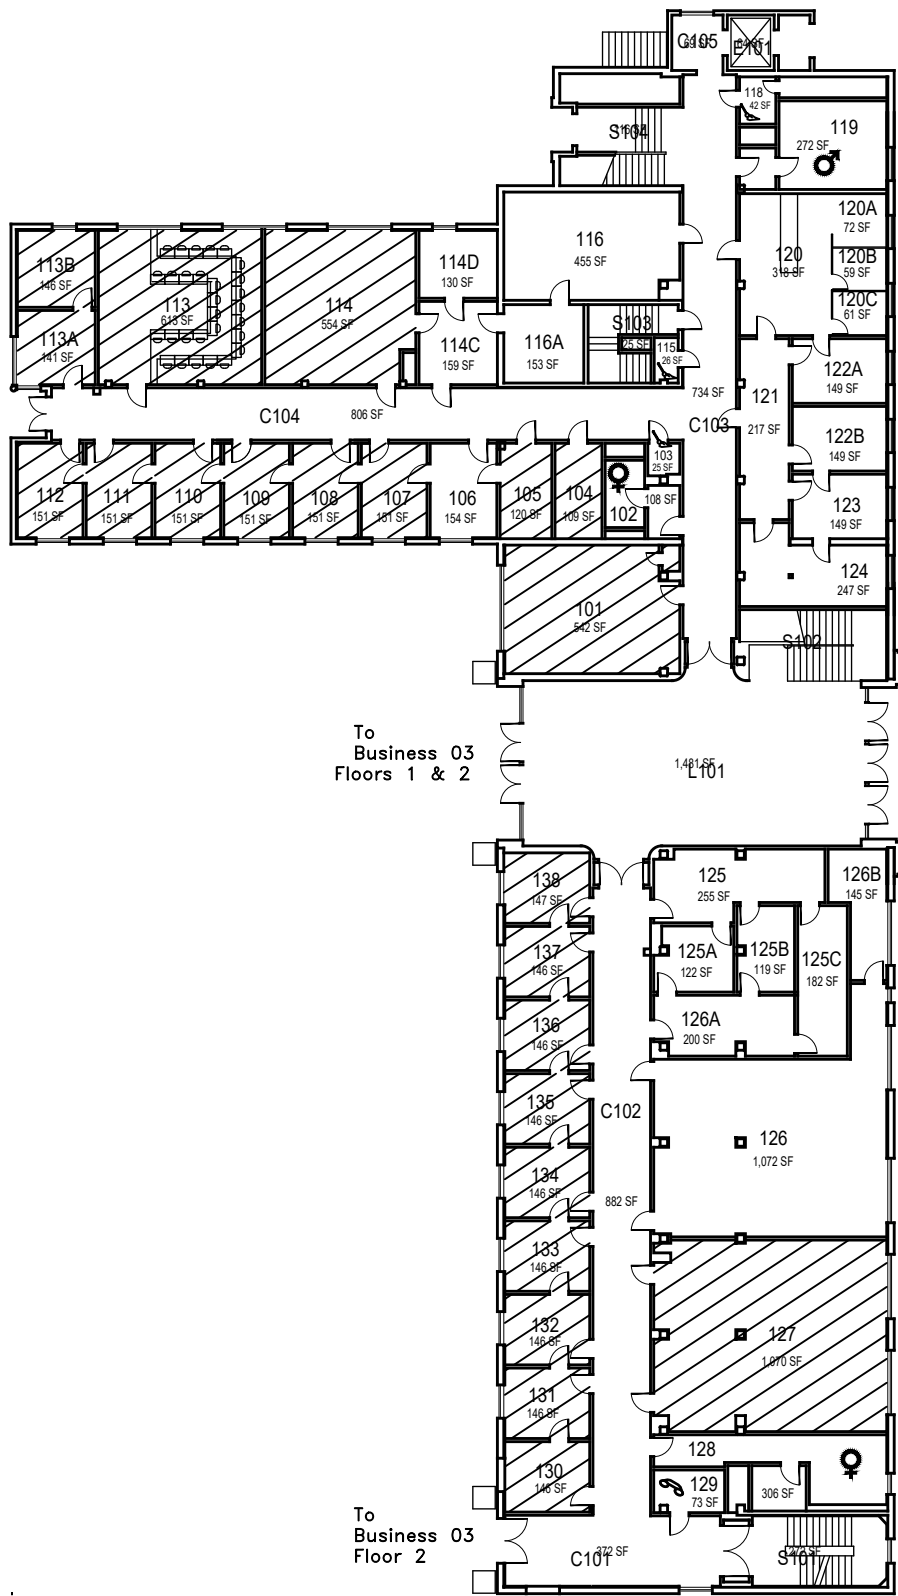 C105
69 SF
E101
64 SF
118
42 SF
119
272 SF
S104
120A
72 SF
116
455 SF
120
318 SF
120B
59 SF
120C
61 SF
113B
146 SF
113
613 SF
114
554 SF
114D
130 SF
113A
141 SF
114C
159 SF
116A
153 SF
S103
25 SF
115
26 SF
122A
149 SF
C104
806 SF
734 SF
C103
121
217 SF
122B
149 SF
112
151 SF
111
151 SF
110
151 SF
109
151 SF
108
151 SF
107
151 SF
106
154 SF
105
120 SF
104
109 SF
103
25 SF
108 SF
102
123
149 SF
124
247 SF
101
542 SF
S102
To
Business 03
Floors 1 & 2
1,481 SF
L101
138
147 SF
125
255 SF
126B
145 SF
137
146 SF
125A
122 SF
125B
119 SF
125C
182 SF
136
146 SF
126A
200 SF
135
146 SF
C102
126
1,072 SF
134
146 SF
882 SF
133
146 SF
132
146 SF
127
1,070 SF
131
146 SF
130
146 SF
128
306 SF
129
73 SF
To
Business 03
Floor 2
C101
372 SF
S101
273 SF